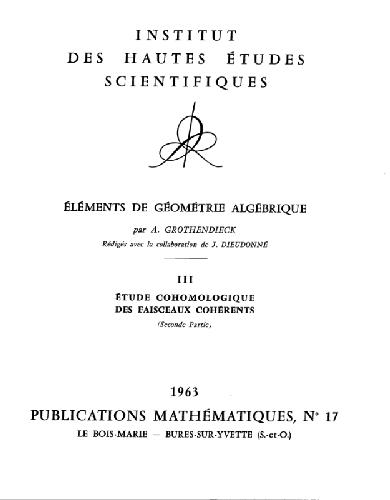 INSTITUT
DES HAUTES ÉTUDES
SCIENTIFIQUES
ÉLÉMENTS DE GÉOMÉTRIE ALGÉBRIQUE
par A. GROTHENDIECK
Rédigés avec la collaboration de J. DIEUDONNÉ
III
ÉTUDE COHOMOLOGIQUE
DES FAISCEAUX COHÉRENTS
(Seconde Partie)
1963
PUBLICATIONS MATHÉMATIQUES, N° 17
LE BOIS-MARIE — BURES-SUR-YVETTE (S.-et-O.)